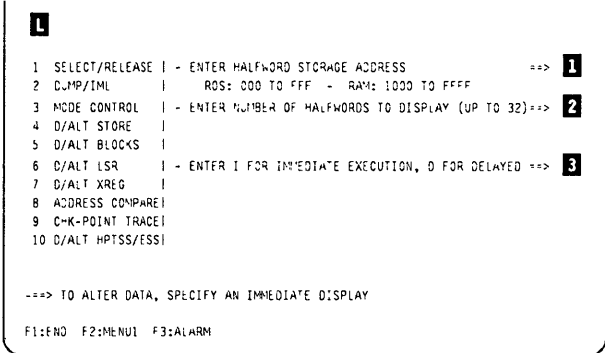 L
1 SELECT/RELEASE | - ENTER HALFWORD STORAGE ADDRESS ==> 1
2 DUMP/IML | ROS: 000 TO FFF - RAM: 1000 TO FFFF
3 MODE CONTROL | - ENTER NUMBER OF HALFWORDS TO DISPLAY (UP TO 32)==> 2
4 D/ALT STORE |
5 D/ALT BLOCKS |
6 D/ALT LSR | - ENTER I FOR IMMEDIATE EXECUTION, D FOR DELAYED ==> 3
7 D/ALT XREG |
8 ADDRESS COMPARE|
9 CHK-POINT TRACE|
10 D/ALT HPTSS/ESS|
-==> TO ALTER DATA, SPECIFY AN IMMEDIATE DISPLAY
F1:END F2:MENU1 F3:ALARM